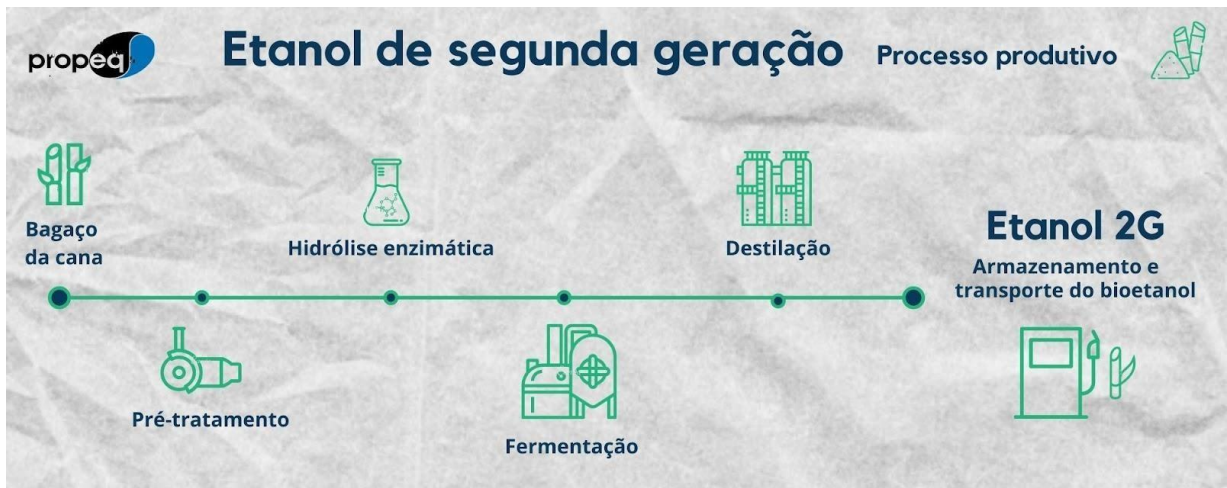 propeq
Etanol de segunda geração
Processo produtivo
Bagaço
da cana
Pré-tratamento
Hidrólise enzimática
Fermentação
Destilação
Etanol 2G
Armazenamento e
transporte do bioetanol